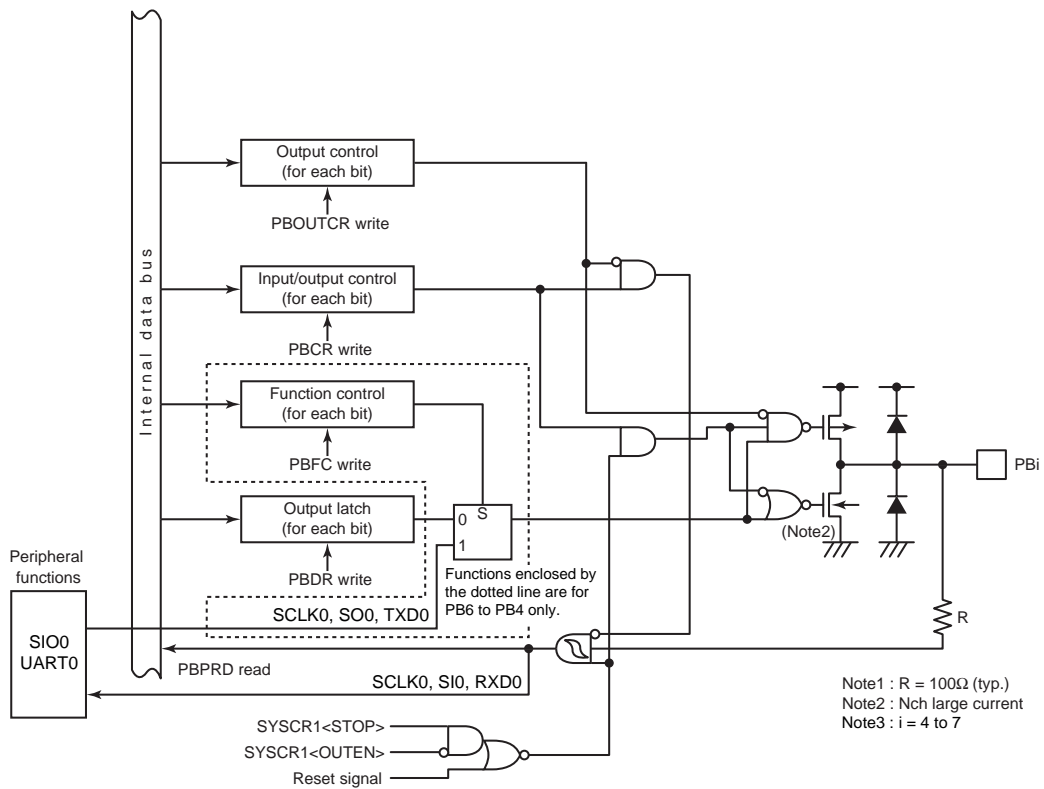 Output control
(for each bit)
PBOUTCR write
Internal data bus
Input/output control
(for each bit)
PBCR write
Function control
(for each bit)
PBFC write
Output latch
(for each bit)
PBDR write
S
0
1
Functions enclosed by
the dotted line are for
PB6 to PB4 only.
(Note2)
PBi
R
Peripheral
functions
SIO0
UART0
SCLK0, SO0, TXD0
PBPRD read
SCLK0, SI0, RXD0
SYSCR1<STOP>
SYSCR1<OUTEN>
Reset signal
Note1 : R = 100Ω (typ.)
Note2 : Nch large current
Note3 : i = 4 to 7